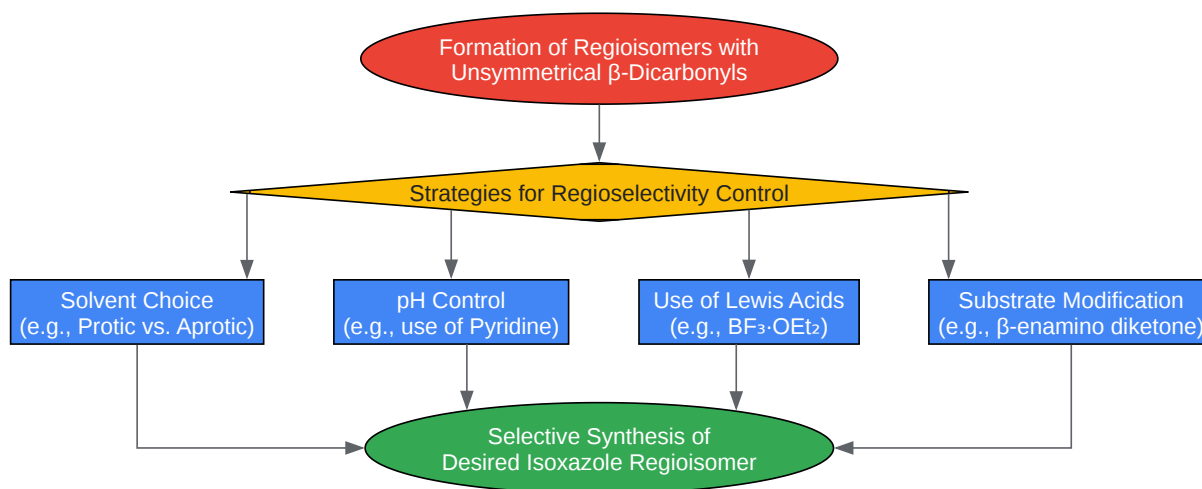 Formation of Regioisomers with
Unsymmetrical β-Dicarbonyls
Strategies for Regioselectivity Control
Solvent Choice
(e.g., Protic vs. Aprotic)
pH Control
(e.g., use of Pyridine)
Use of Lewis Acids
(e.g., BF₃·OEt₂)
Substrate Modification
(e.g., β-enamino diketone)
Selective Synthesis of
Desired Isoxazole Regioisomer